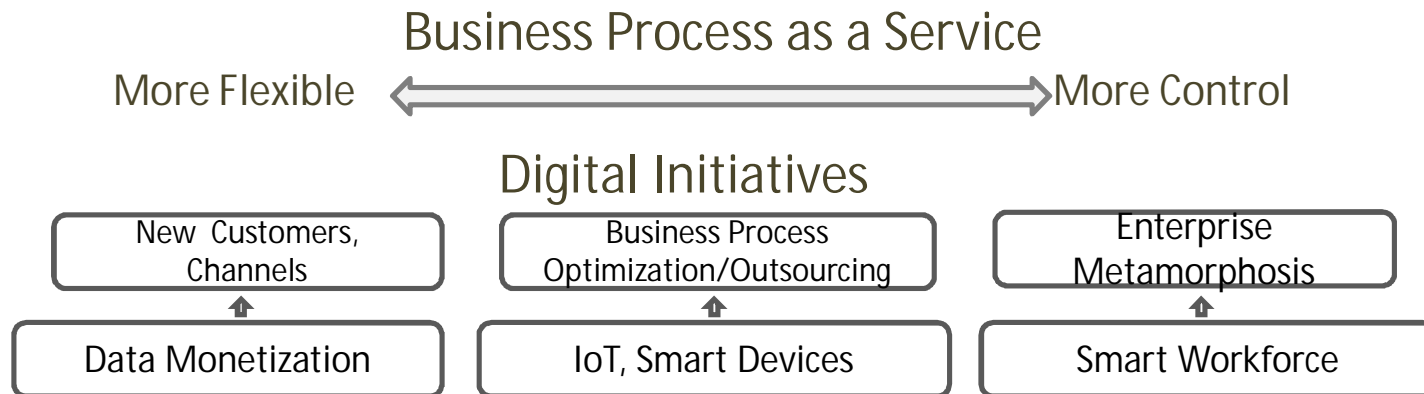 Business Process as a Service
More Flexible
More Control
Digital Initiatives
New Customers,
Channels
Business Process
Optimization/Outsourcing
Enterprise
Metamorphosis
Data Monetization
IoT, Smart Devices
Smart Workforce